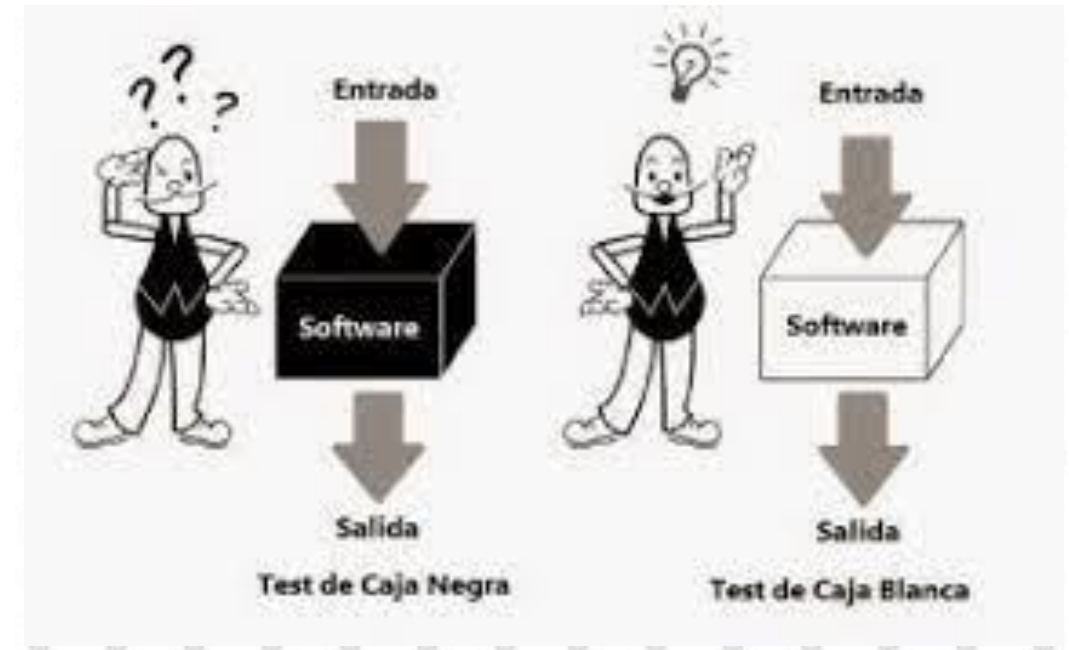 ? ? ?
Entrada
Software
Salida
Test de Caja Negra
Entrada
Software
Salida
Test de Caja Blanca